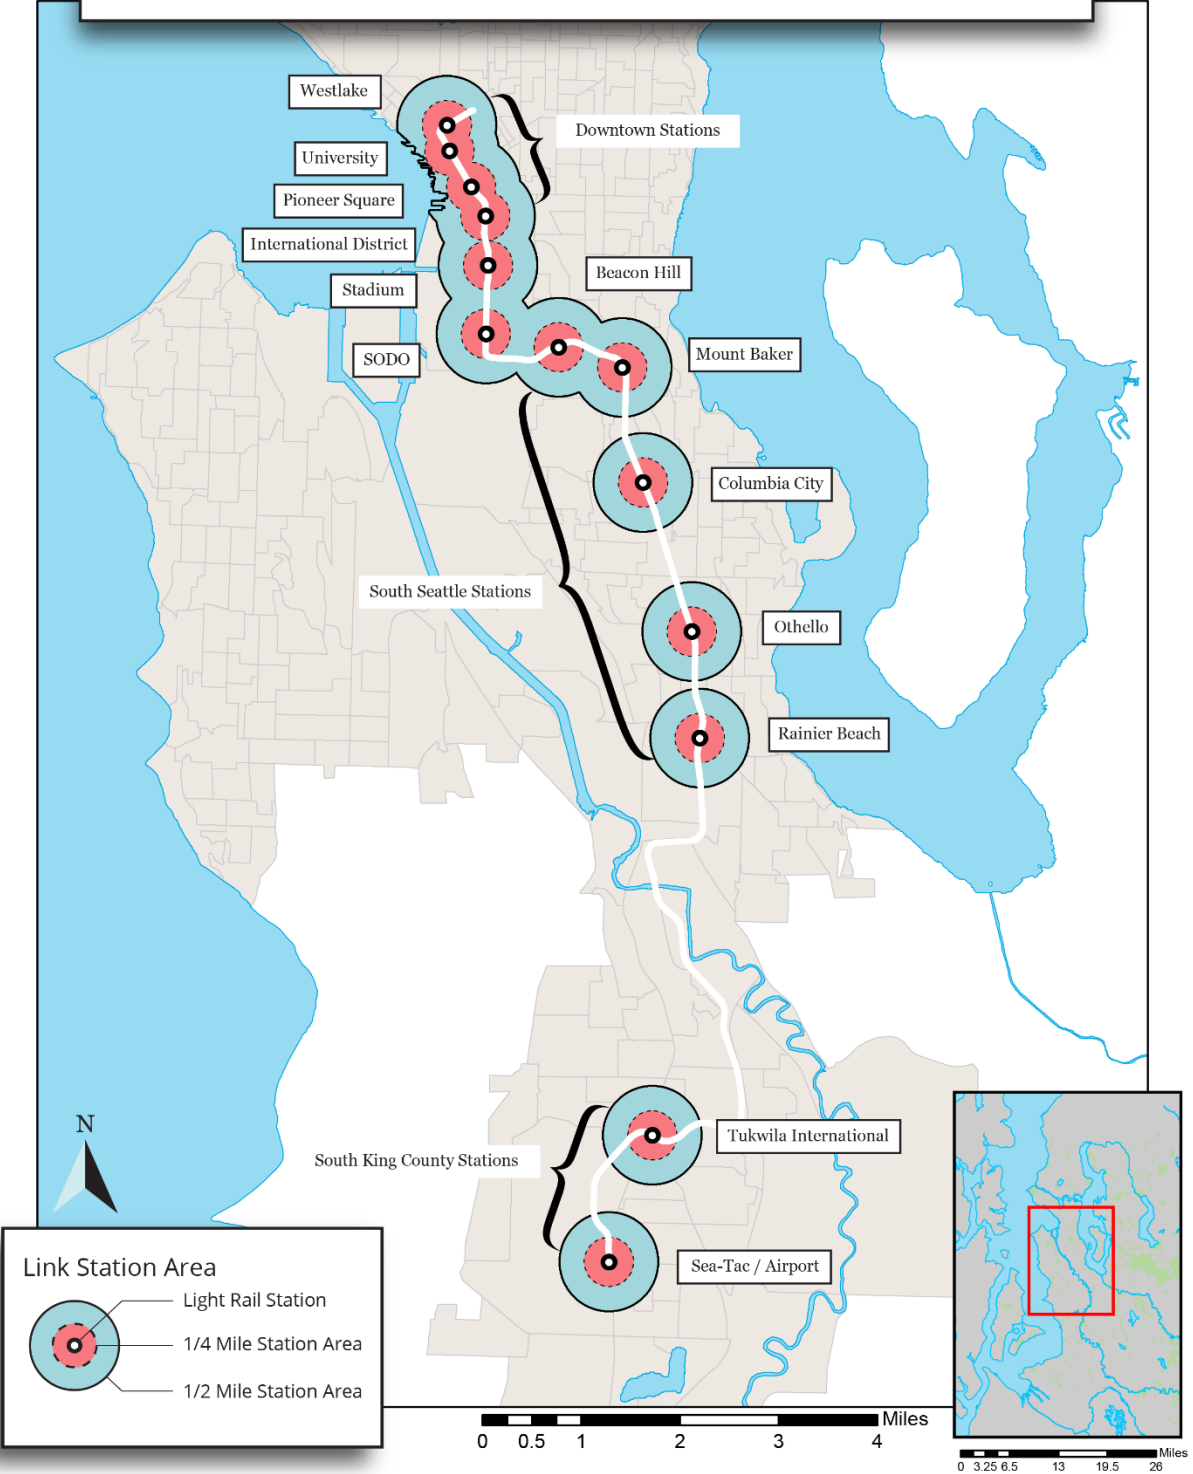 Westlake
Downtown Stations
University
Pioneer Square
International District
Beacon Hill
Stadium
Mount Baker
SODO
Columbia City
South Seattle Stations
Othello
Rainier Beach
N
Tukwila International
South King County Stations
Sea-Tac / Airport
Link Station Area
Light Rail Station
1/4 Mile Station Area
1/2 Mile Station Area
Miles
0 0.5 1 2 3 4
Miles
0 3.25 6.5 13 19.5 26